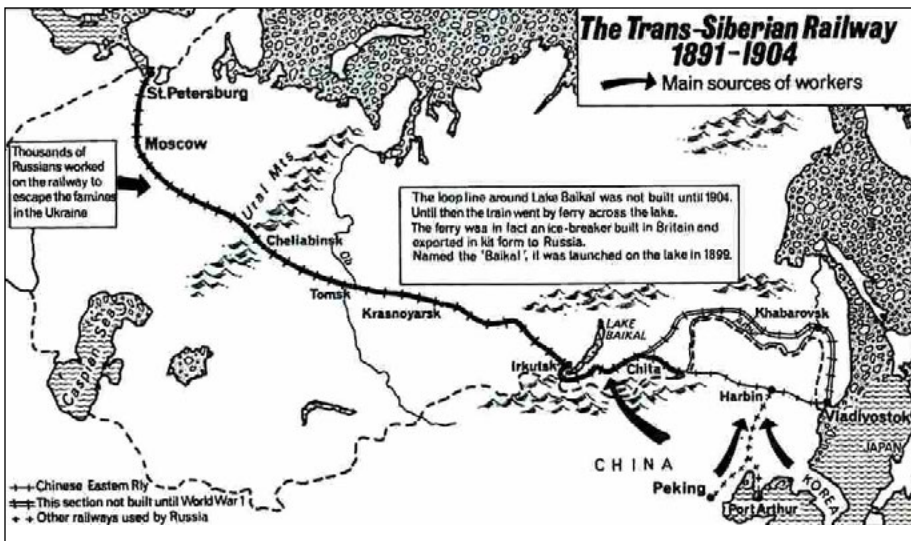 The Trans-Siberian Railway
1891-1904
Main sources of workers
St. Petersburg
Moscow
Thousands of
Russians worked
on the railway to
escape the famines
in the Ukraine
Ural Mts
The loop line around Lake Baikal was not built until 1904.
Until then the train went by ferry across the lake.
The ferry was in fact an ice-breaker built in Britain and
exported in kit form to Russia.
Named the 'Baikal', it was launched on the lake in 1899.
Cheliabinsk
Ob
Tomsk
Krasnoyarsk
Caspian Sea
LAKE
BAIKAL
Khabarovsk
Irkutsk
Chita
Harbin
Vladivostok
JAPAN
CHINA
KOREA
Peking
Port Arthur
Chinese Eastern Rly
This section not built until World War 1
Other railways used by Russia